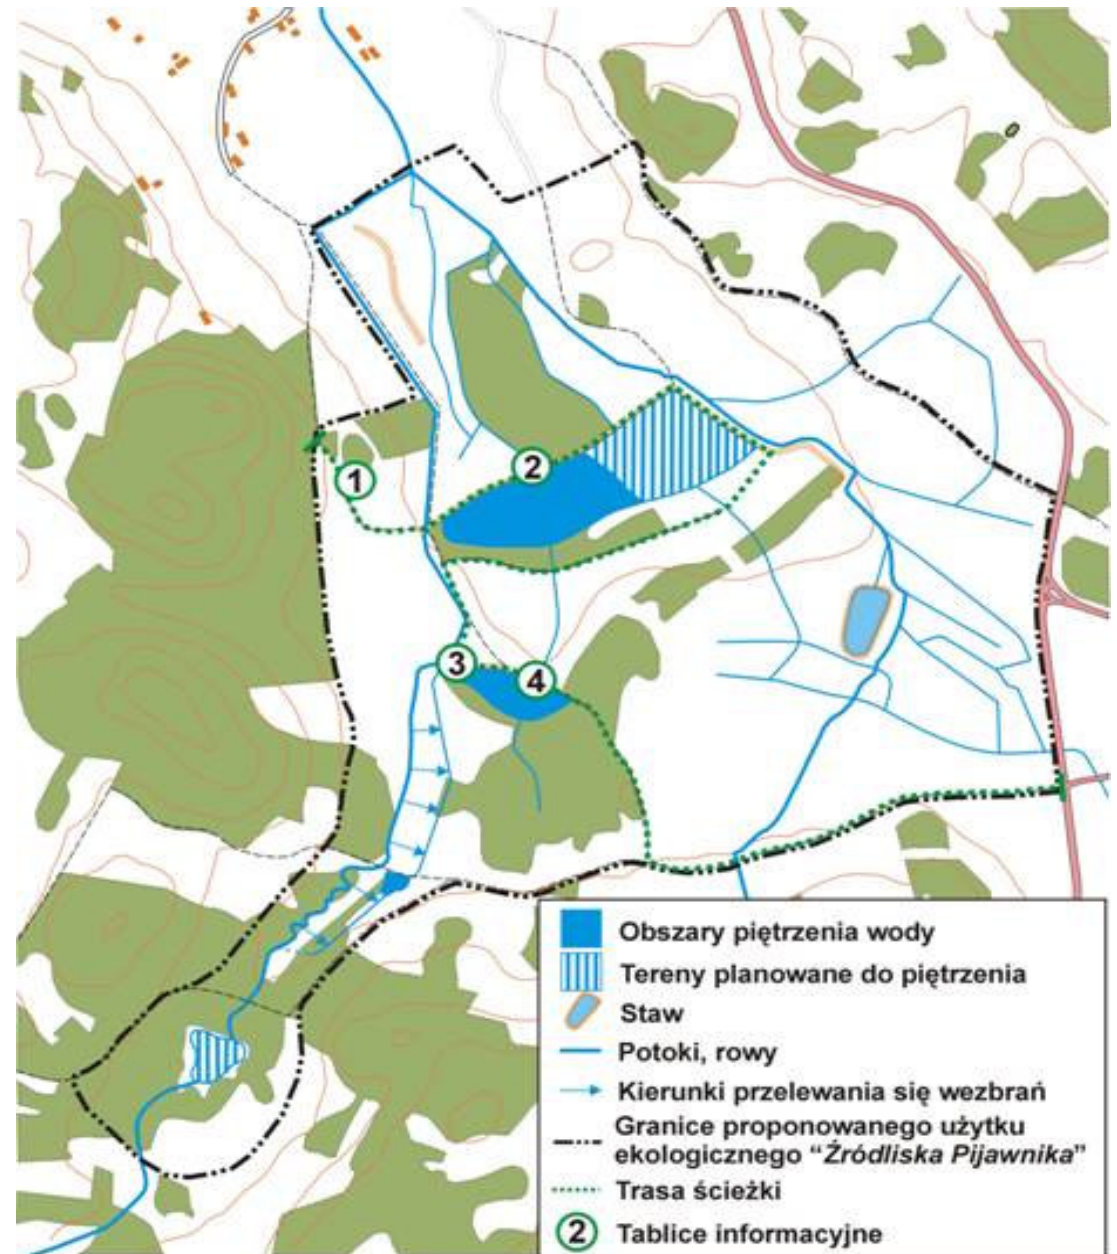 1
2
3
4
Obszary piętrzenia wody
Tereny planowane do piętrzenia
Staw
Potoki, rowy
Kierunki przelewania się wezbrań
Granice proponowanego użytku
ekologicznego “Źródliska Pijawnika”
Trasa ścieżki
2 Tablice informacyjne